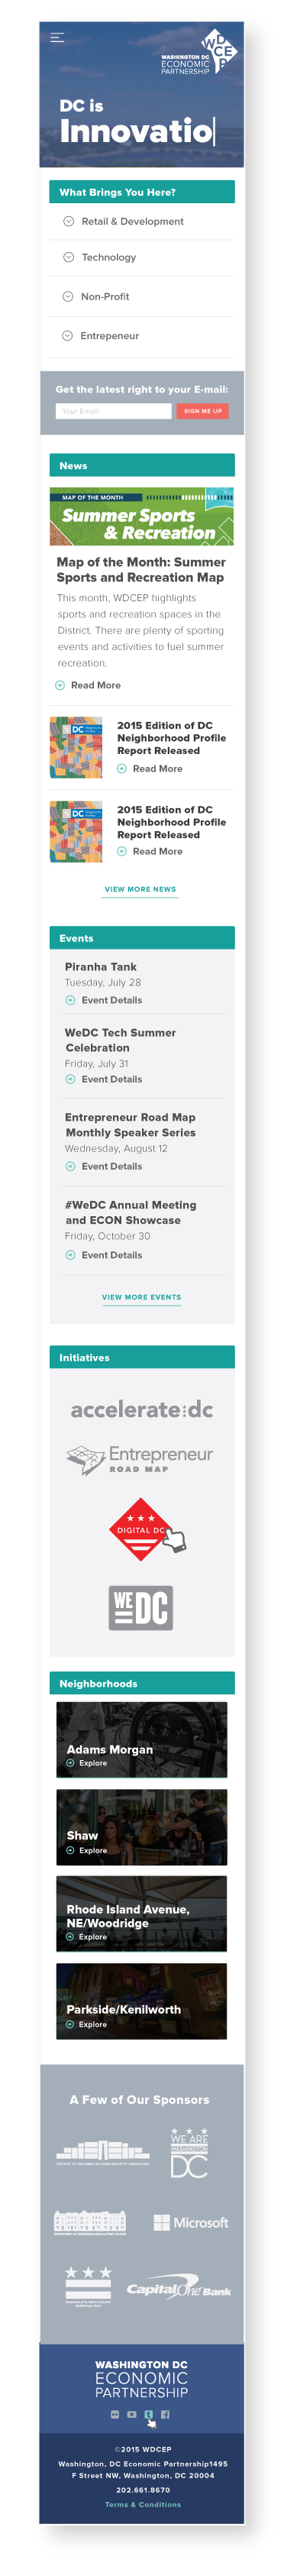 WASHINGTON DC
ECONOMIC
PARTNERSHIP
WDCEP
DC is
Innovatio
What Brings You Here?
Retail & Development
Technology
Non-Profit
Entrepeneur
Get the latest right to your E-mail:
Your Email
SIGN ME UP
News
MAP OF THE MONTH
Summer Sports
& Recreation
Map of the Month: Summer
Sports and Recreation Map
This month, WDCEP highlights
sports and recreation spaces in the
District. There are plenty of sporting
events and activities to fuel summer
recreation.
Read More
DC
2015 Edition of DC
Neighborhood Profile
Report Released
Read More
DC
2015 Edition of DC
Neighborhood Profile
Report Released
Read More
VIEW MORE NEWS
Events
Piranha Tank
Tuesday, July 28
Event Details
WeDC Tech Summer
Celebration
Friday, July 31
Event Details
Entrepreneur Road Map
Monthly Speaker Series
Wednesday, August 12
Event Details
#WeDC Annual Meeting
and ECON Showcase
Friday, October 30
Event Details
VIEW MORE EVENTS
Initiatives
accelerate:dc
Entrepreneur
ROAD MAP
DIGITAL DC
WE DC
Neighborhoods
Adams Morgan
Explore
Shaw
Explore
Rhode Island Avenue,
NE/Woodridge
Explore
Parkside/Kenilworth
Explore
A Few of Our Sponsors
WE ARE
WASHINGTON
DC
Microsoft
Capital One Bank
WASHINGTON DC
ECONOMIC
PARTNERSHIP
©2015 WDCEP
Washington, DC Economic Partnership1495
F Street NW, Washington, DC 20004
202.661.8670
Terms & Conditions